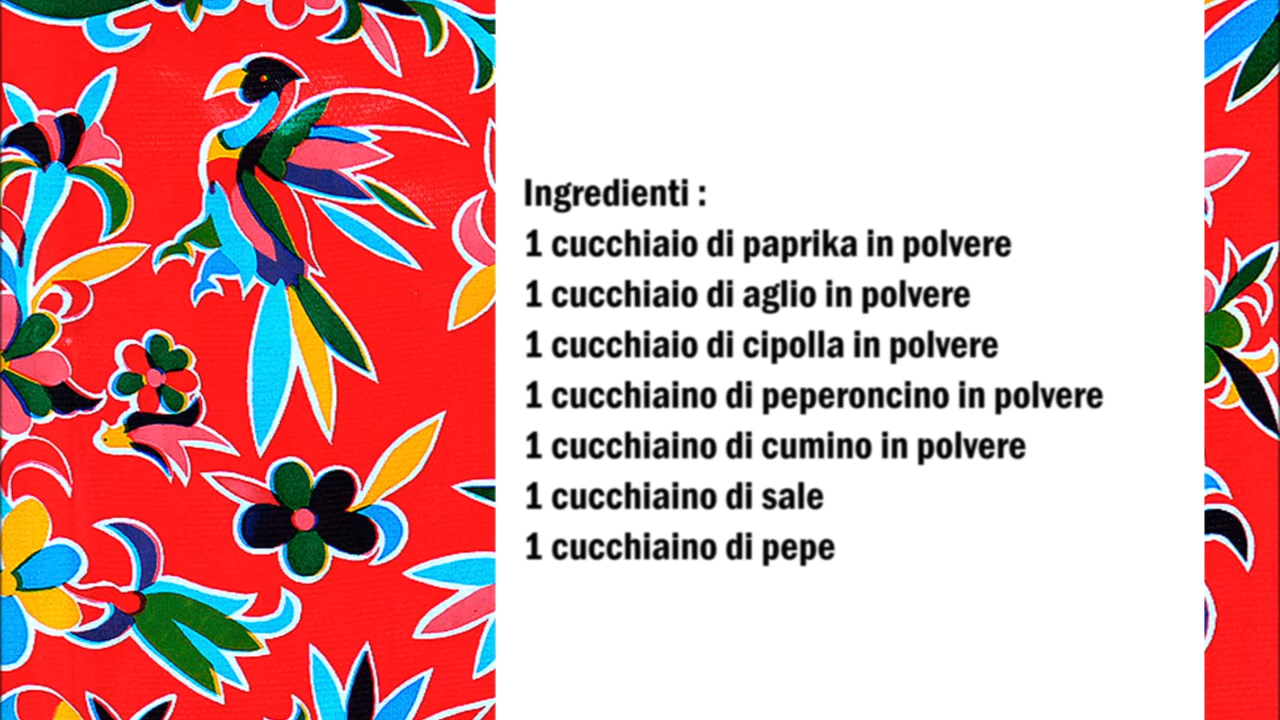 Ingredienti :
1 cucchiaio di paprika in polvere
1 cucchiaio di aglio in polvere
1 cucchiaio di cipolla in polvere
1 cucchiaino di peperoncino in polvere
1 cucchiaino di cumino in polvere
1 cucchiaino di sale
1 cucchiaino di pepe